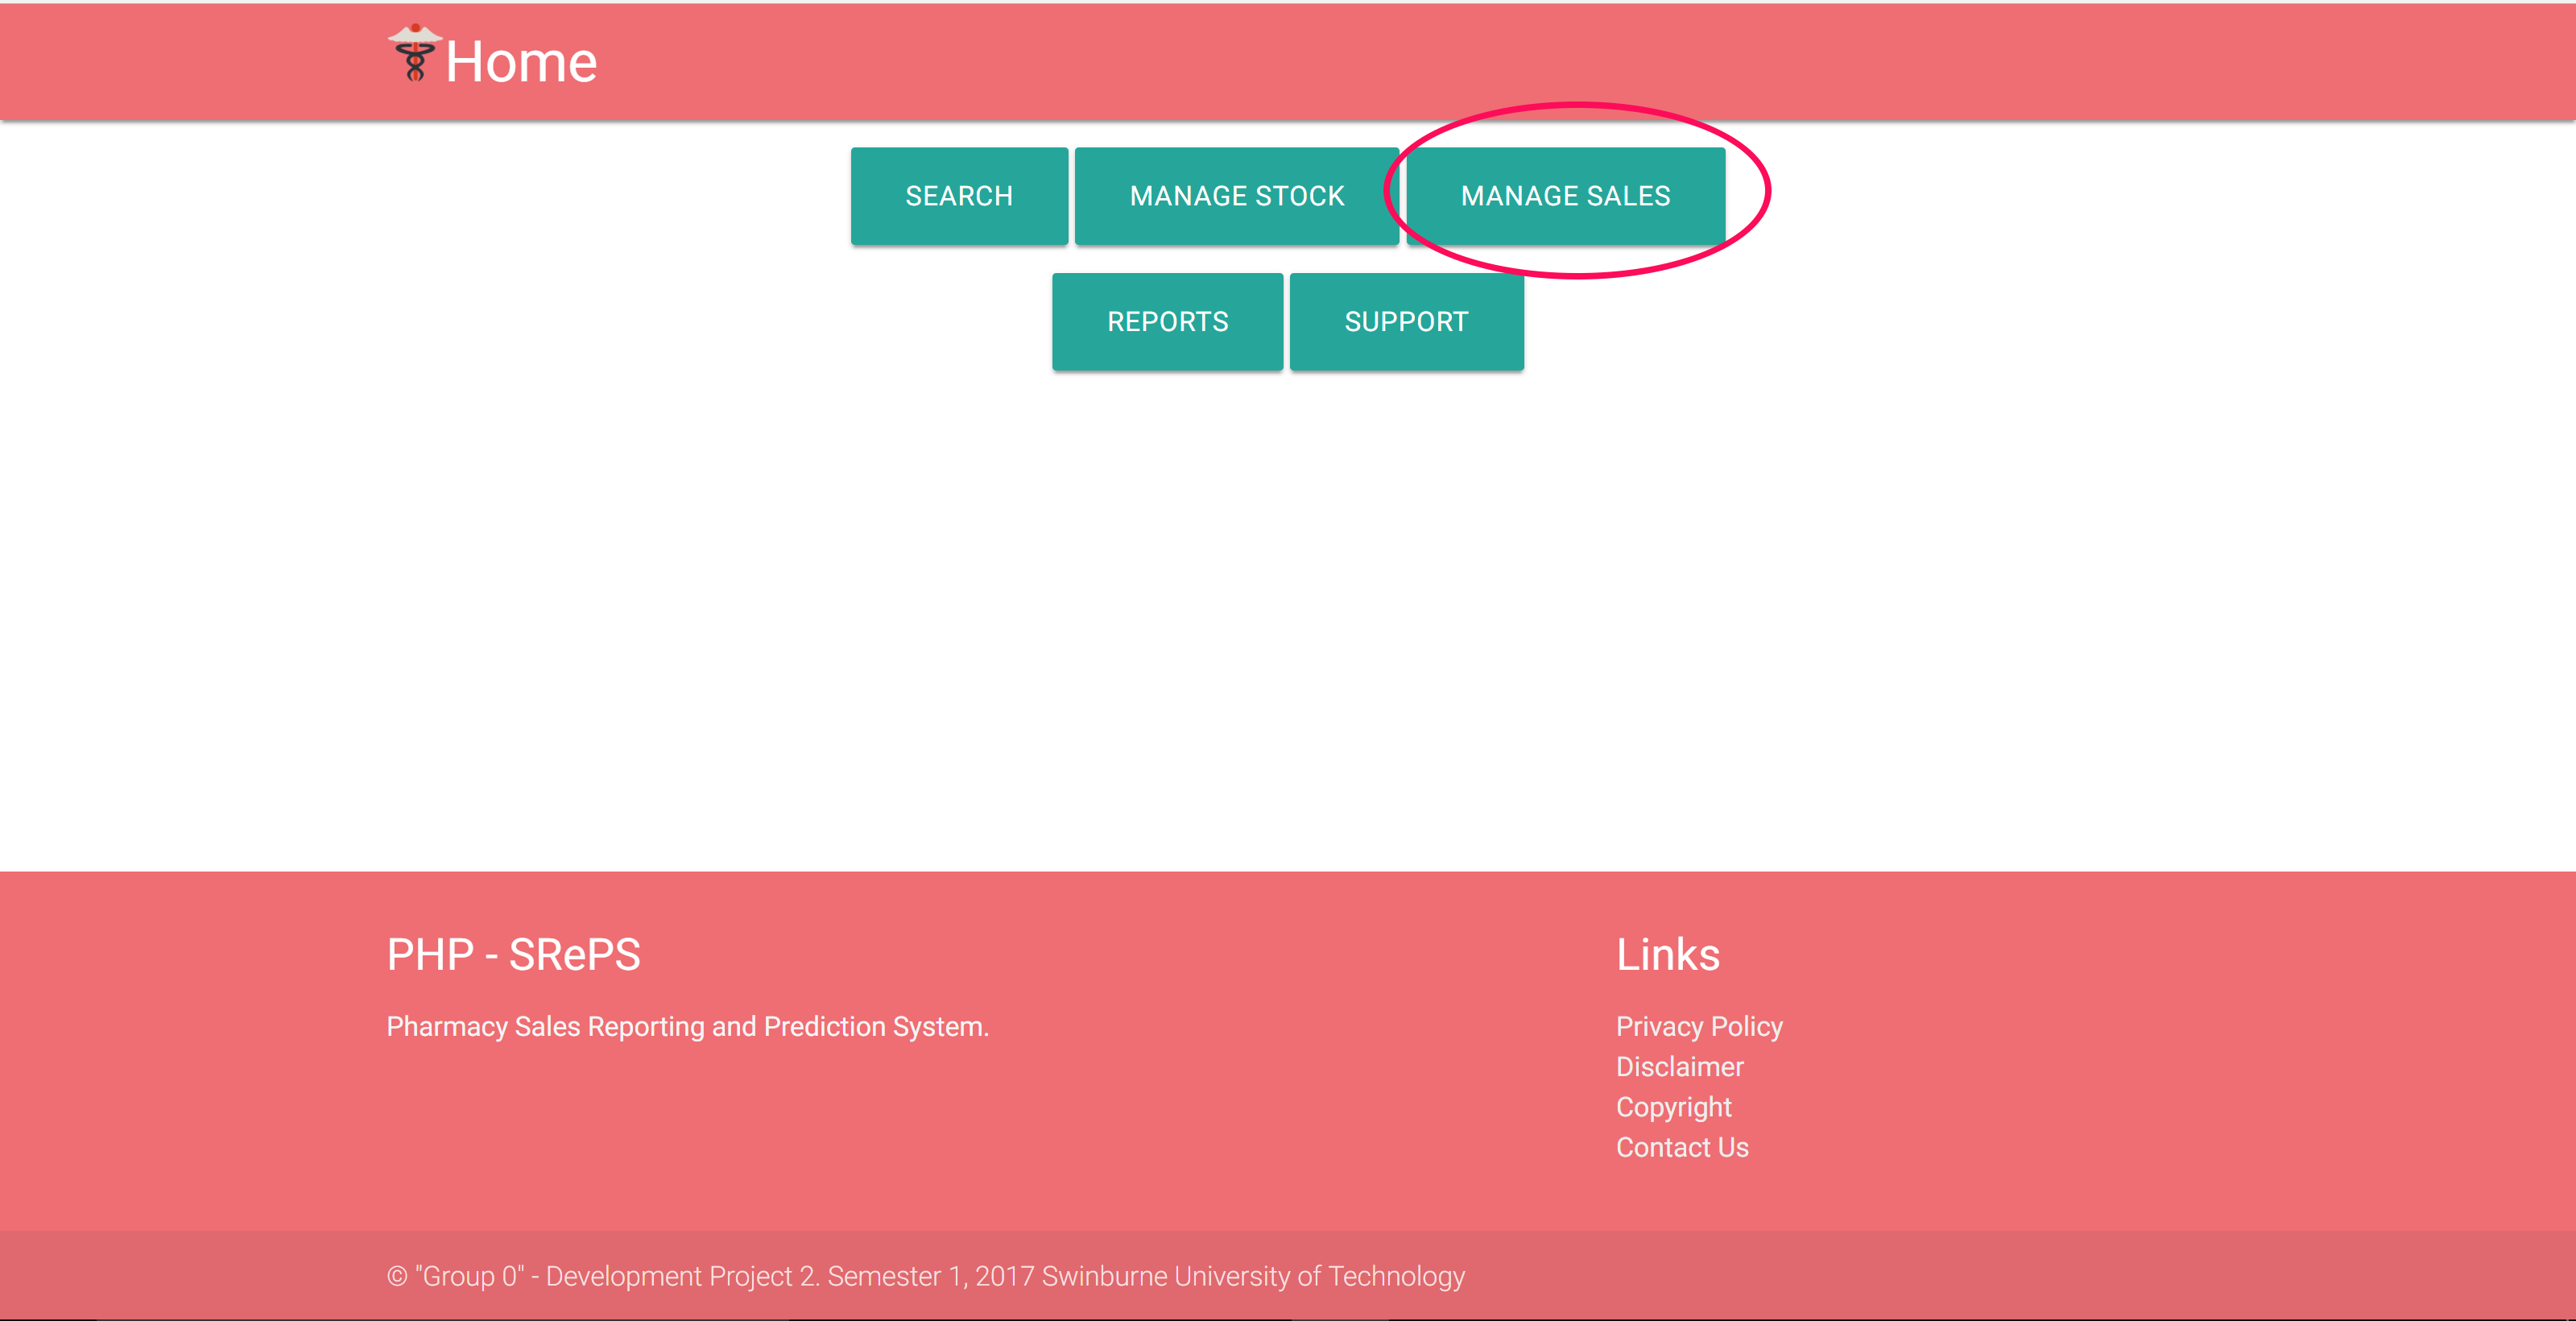 Home
SEARCH
MANAGE STOCK
MANAGE SALES
REPORTS
SUPPORT
PHP - SRePS
Pharmacy Sales Reporting and Prediction System.
Links
Privacy Policy
Disclaimer
Copyright
Contact Us
© "Group 0" - Development Project 2. Semester 1, 2017 Swinburne University of Technology